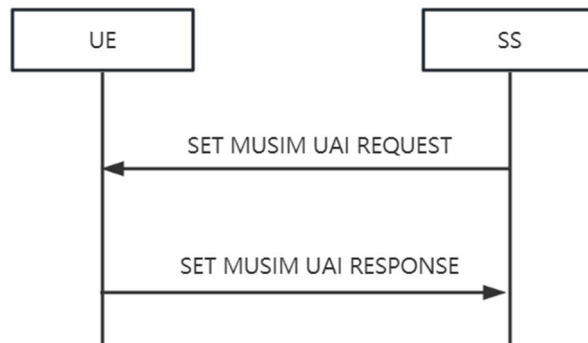 UE
SS
SET MUSIM UAI REQUEST
SET MUSIM UAI RESPONSE